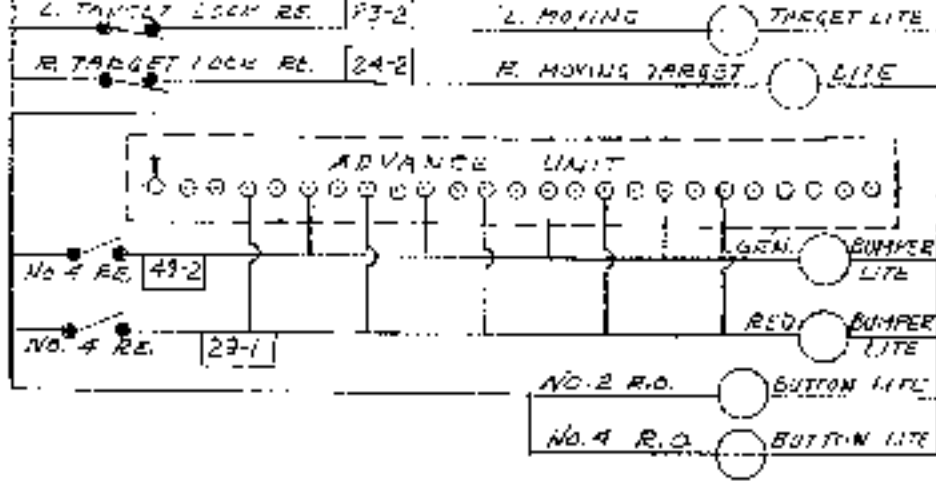 L. TARGET LOCK RE. 23-2 L. MOVING TARGET LITE
R. TARGET LOCK RE. 24-2 R. MOVING TARGET LITE
ADVANCE UNIT
GEN. BUMPER LITE
No 4 RE. 49-2
RED BUMPER LITE
NO. 4 RE. 29-1
NO. 2 R.O. BUTTON LITE
NO. 4 R.O. BUTTON LITE